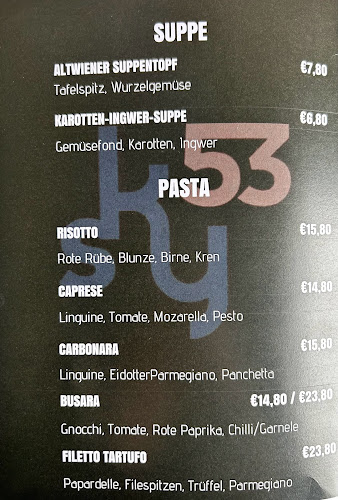 SUPPE
ALTWIENER SUPPENTOPF €7,80
Tafelspitz, Wurzelgemüse
KAROTTEN-INGWER-SUPPE €6,80
Gemüsefond, Karotten, Ingwer
sky 53
PASTA
RISOTTO €15,80
Rote Rübe, Blunze, Birne, Kren
CAPRESE €14,80
Linguine, Tomate, Mozarella, Pesto
CARBONARA €15,80
Linguine, EidotterParmegiano, Panchetta
BUSARA €14,80 / €23,80
Gnocchi, Tomate, Rote Paprika, Chilli/Garnele
FILETTO TARTUFO €23,80
Papardelle, Filespitzen, Trüffel, Parmegiano